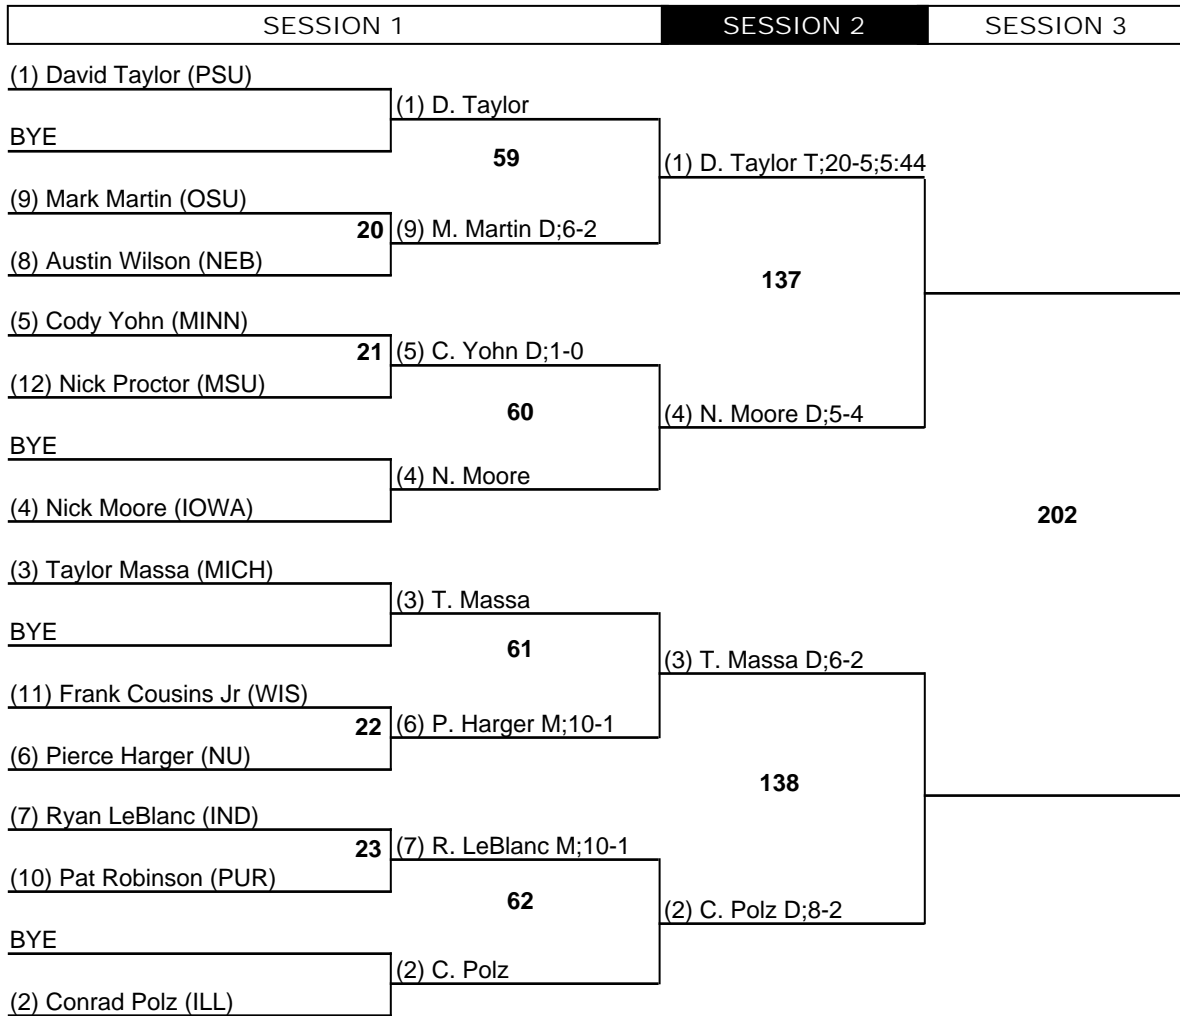 SESSION 1
SESSION 2
SESSION 3
(1) David Taylor (PSU)
(1) D. Taylor
BYE
59
(1) D. Taylor T;20-5;5:44
(9) Mark Martin (OSU)
20
(9) M. Martin D;6-2
(8) Austin Wilson (NEB)
137
(5) Cody Yohn (MINN)
21
(5) C. Yohn D;1-0
(12) Nick Proctor (MSU)
60
(4) N. Moore D;5-4
BYE
(4) N. Moore
(4) Nick Moore (IOWA)
202
(3) Taylor Massa (MICH)
(3) T. Massa
BYE
61
(3) T. Massa D;6-2
(11) Frank Cousins Jr (WIS)
22
(6) P. Harger M;10-1
(6) Pierce Harger (NU)
138
(7) Ryan LeBlanc (IND)
23
(7) R. LeBlanc M;10-1
(10) Pat Robinson (PUR)
62
(2) C. Polz D;8-2
BYE
(2) C. Polz
(2) Conrad Polz (ILL)